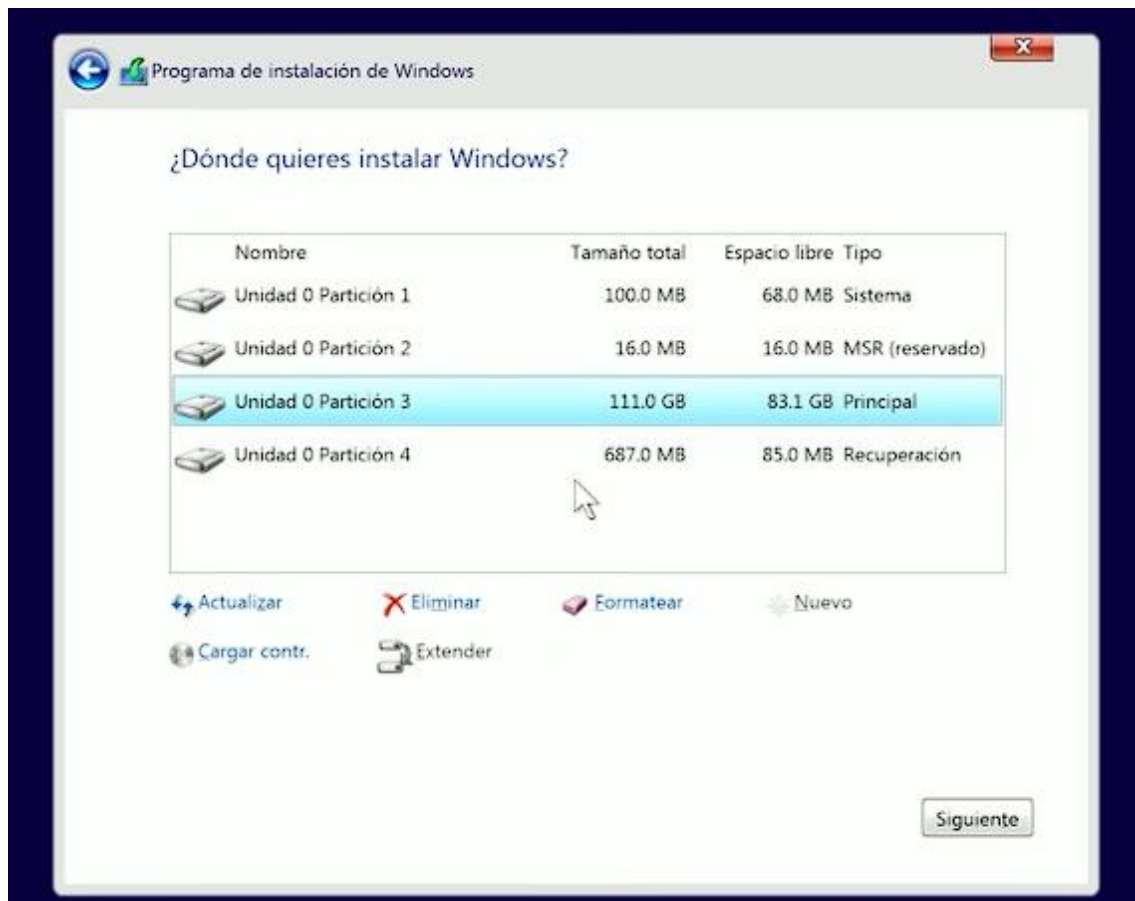 Programa de instalación de Windows
¿Dónde quieres instalar Windows?
Nombre Tamaño total Espacio libre Tipo
Unidad 0 Partición 1 100.0 MB 68.0 MB Sistema
Unidad 0 Partición 2 16.0 MB 16.0 MB MSR (reservado)
Unidad 0 Partición 3 111.0 GB 83.1 GB Principal
Unidad 0 Partición 4 687.0 MB 85.0 MB Recuperación
Actualizar Eliminar Formatear Nuevo
Cargar contr. Extender
Siguiente